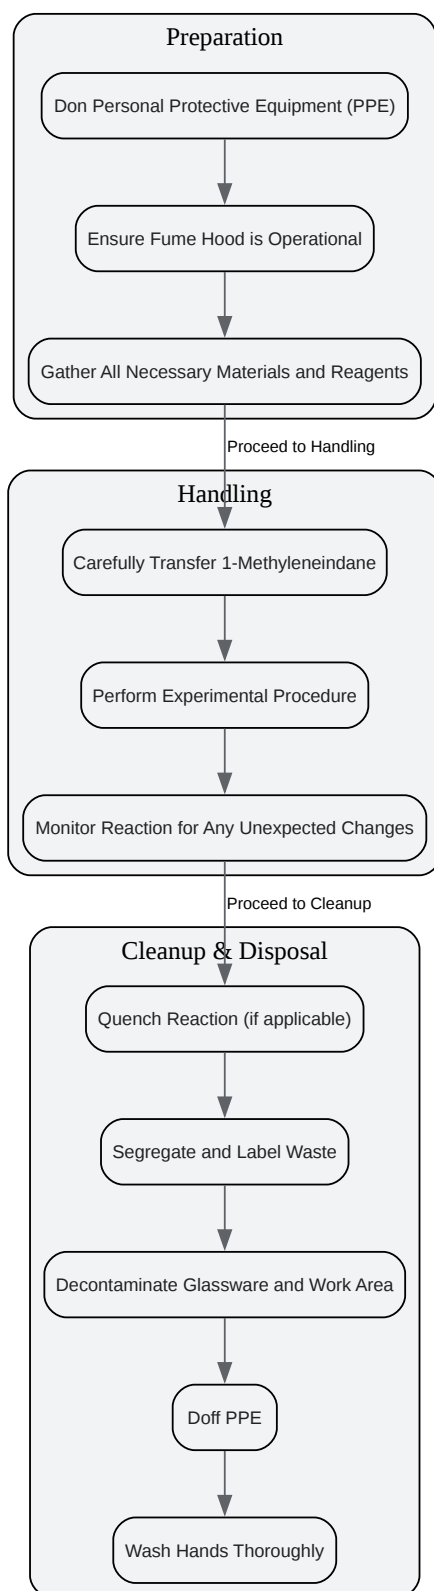 Preparation
Don Personal Protective Equipment (PPE)
Ensure Fume Hood is Operational
Gather All Necessary Materials and Reagents
Proceed to Handling
Handling
Carefully Transfer 1-Methyleneindane
Perform Experimental Procedure
Monitor Reaction for Any Unexpected Changes
Proceed to Cleanup
Cleanup & Disposal
Quench Reaction (if applicable)
Segregate and Label Waste
Decontaminate Glassware and Work Area
Doff PPE
Wash Hands Thoroughly